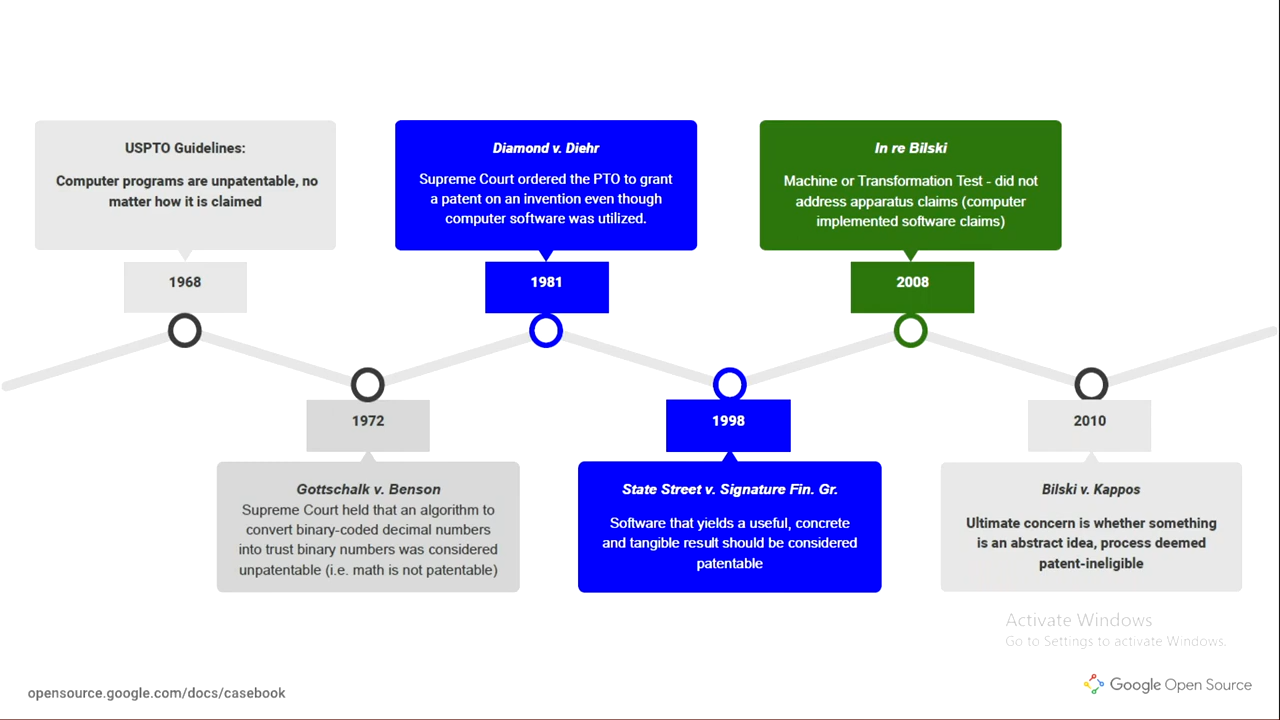 USPTO Guidelines:
Computer programs are unpatentable, no
matter how it is claimed
1968
Diamond v. Diehr
Supreme Court ordered the PTO to grant
a patent on an invention even though
computer software was utilized.
1981
In re Bilski
Machine or Transformation Test - did not
address apparatus claims (computer
implemented software claims)
2008
1972
Gottschalk v. Benson
Supreme Court held that an algorithm to
convert binary-coded decimal numbers
into trust binary numbers was considered
unpatentable (i.e. math is not patentable)
1998
State Street v. Signature Fin. Gr.
Software that yields a useful, concrete
and tangible result should be considered
patentable
2010
Bilski v. Kappos
Ultimate concern is whether something
is an abstract idea, process deemed
patent-ineligible
Activate Windows
Go to Settings to activate Windows.
opensource.google.com/docs/casebook
Google Open Source